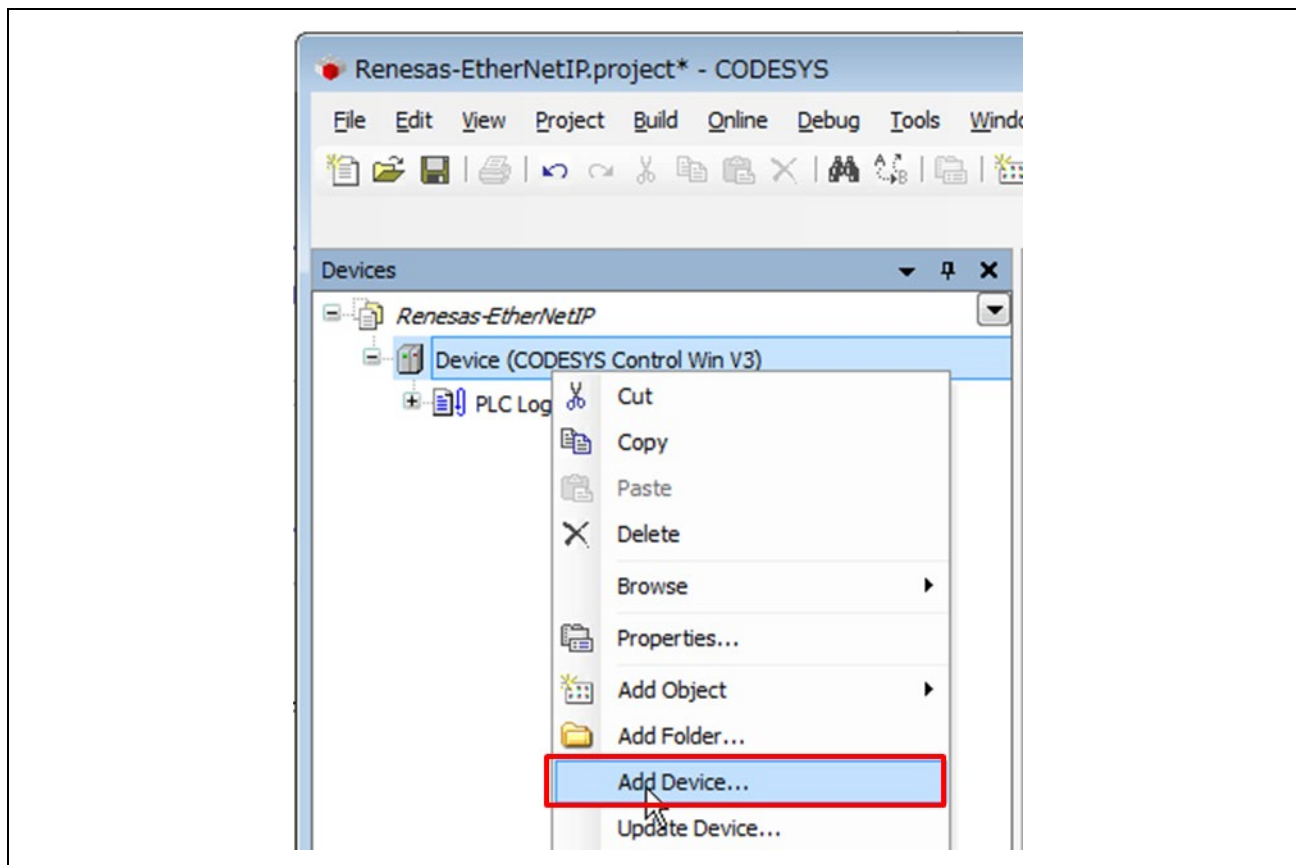 Renesas-EtherNetIP.project* - CODESYS
File Edit View Project Build Online Debug Tools
Devices
Renesas-EtherNetIP
Device (CODESYS Control Win V3)
PLC Log
Cut
Copy
Paste
Delete
Browse
Properties...
Add Object
Add Folder...
Add Device...
Update Device...